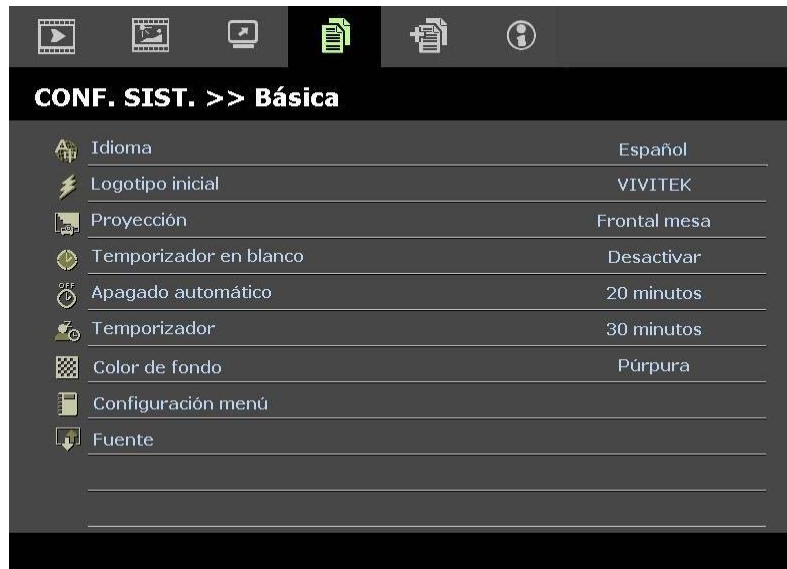 CONF. SIST. >> Básica
Idioma Español
Logotipo inicial VIVITEK
Proyección Frontal mesa
Temporizador en blanco Desactivar
OFF
Apagado automático 20 minutos
Temporizador 30 minutos
Color de fondo Púrpura
Configuración menú
Fuente